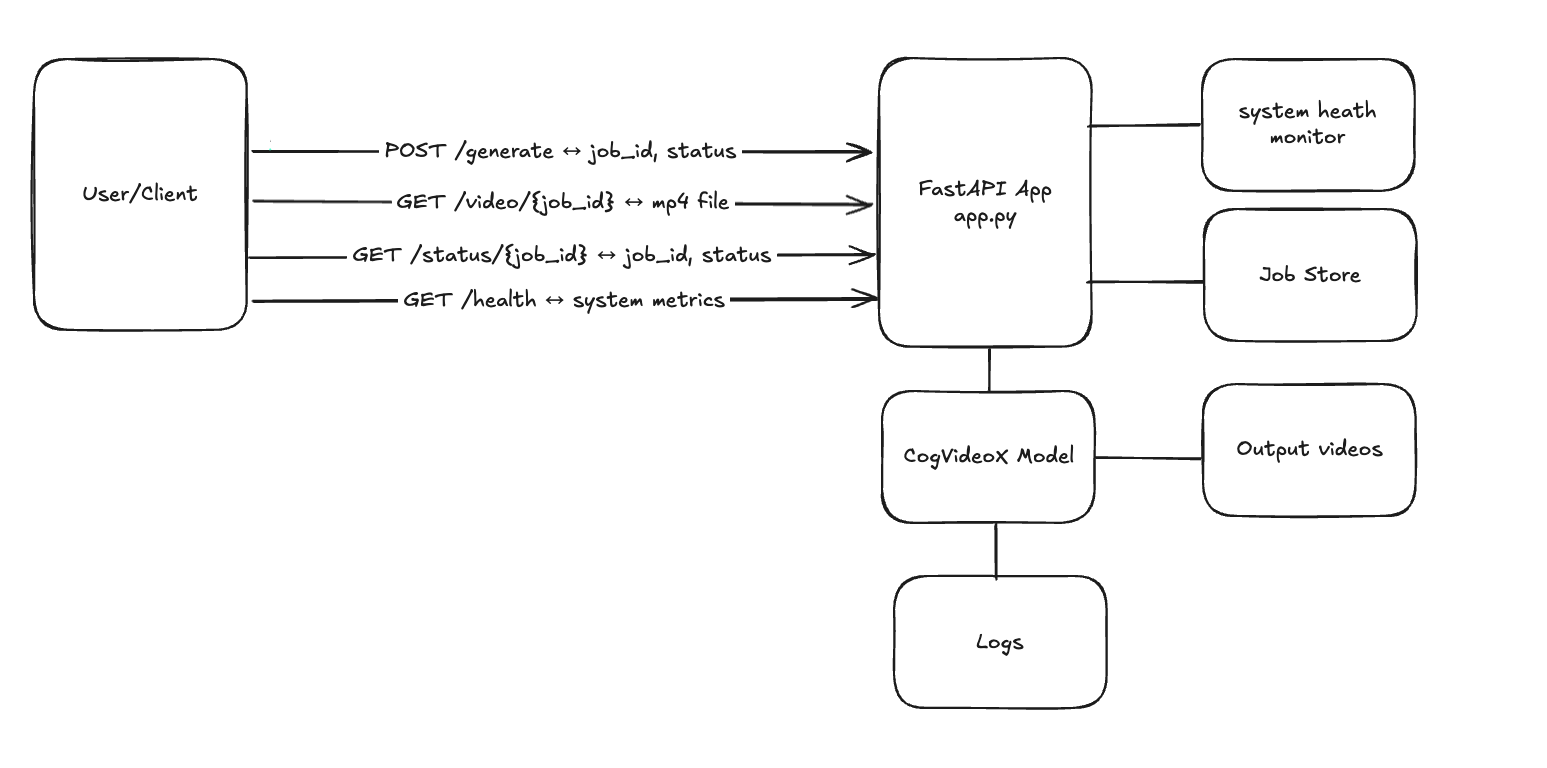 User/Client
POST /generate ↔ job_id, status
GET /video/{job_id} ↔ mp4 file
GET /status/{job_id} ↔ job_id, status
GET /health ↔ system metrics
FastAPI App
app.py
system heath
monitor
Job Store
CogVideoX Model
Output videos
Logs